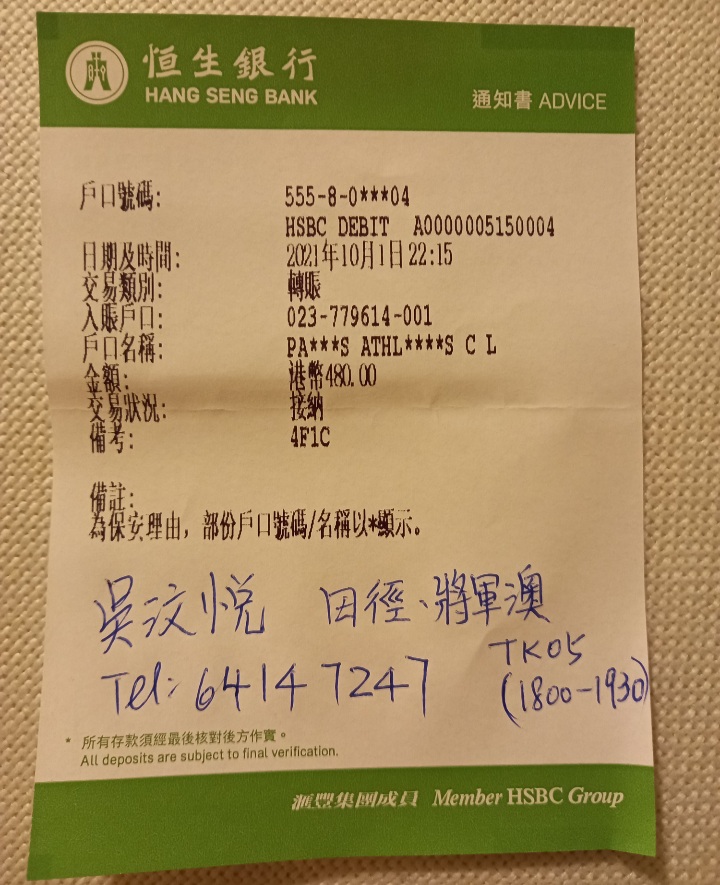 恒生銀行
HANG SENG BANK
通知書 ADVICE
戶口號碼: 555-8-0***04
HSBC DEBIT A0000005150004
日期及時間: 2021年10月1日22:15
交易類別: 轉賬
入賬戶口: 023-779614-001
戶口名稱: PA***S ATHL****S C L
金額: 港幣480.00
交易狀況: 接納
備考: 4F1C
備註:
為保安理由，部份戶口號碼/名稱以*顯示。
吳汶悅 田徑、將軍澳
TK05
Tel: 6414 7247 (1800-1930)
* 所有存款須經最後核對後方作實。
All deposits are subject to final verification.
滙豐集團成員 Member HSBC Group